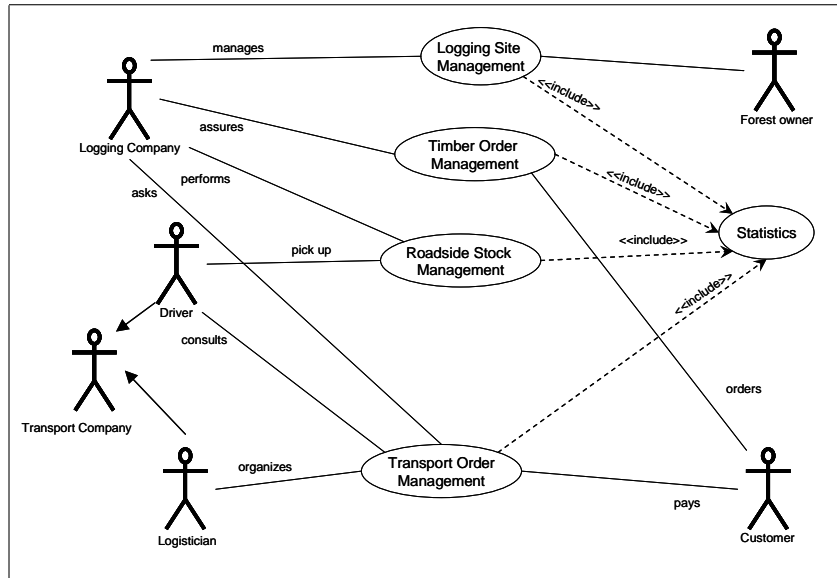 manages
Logging Site
Management
<<include>>
Forest owner
Logging Company
assures
Timber Order
Management
<<include>>
performs
asks
Statistics
pick up
Roadside Stock
Management
<<include>>
Driver
<<include>>
consults
Transport Company
orders
organizes
Transport Order
Management
pays
Logistician
Customer